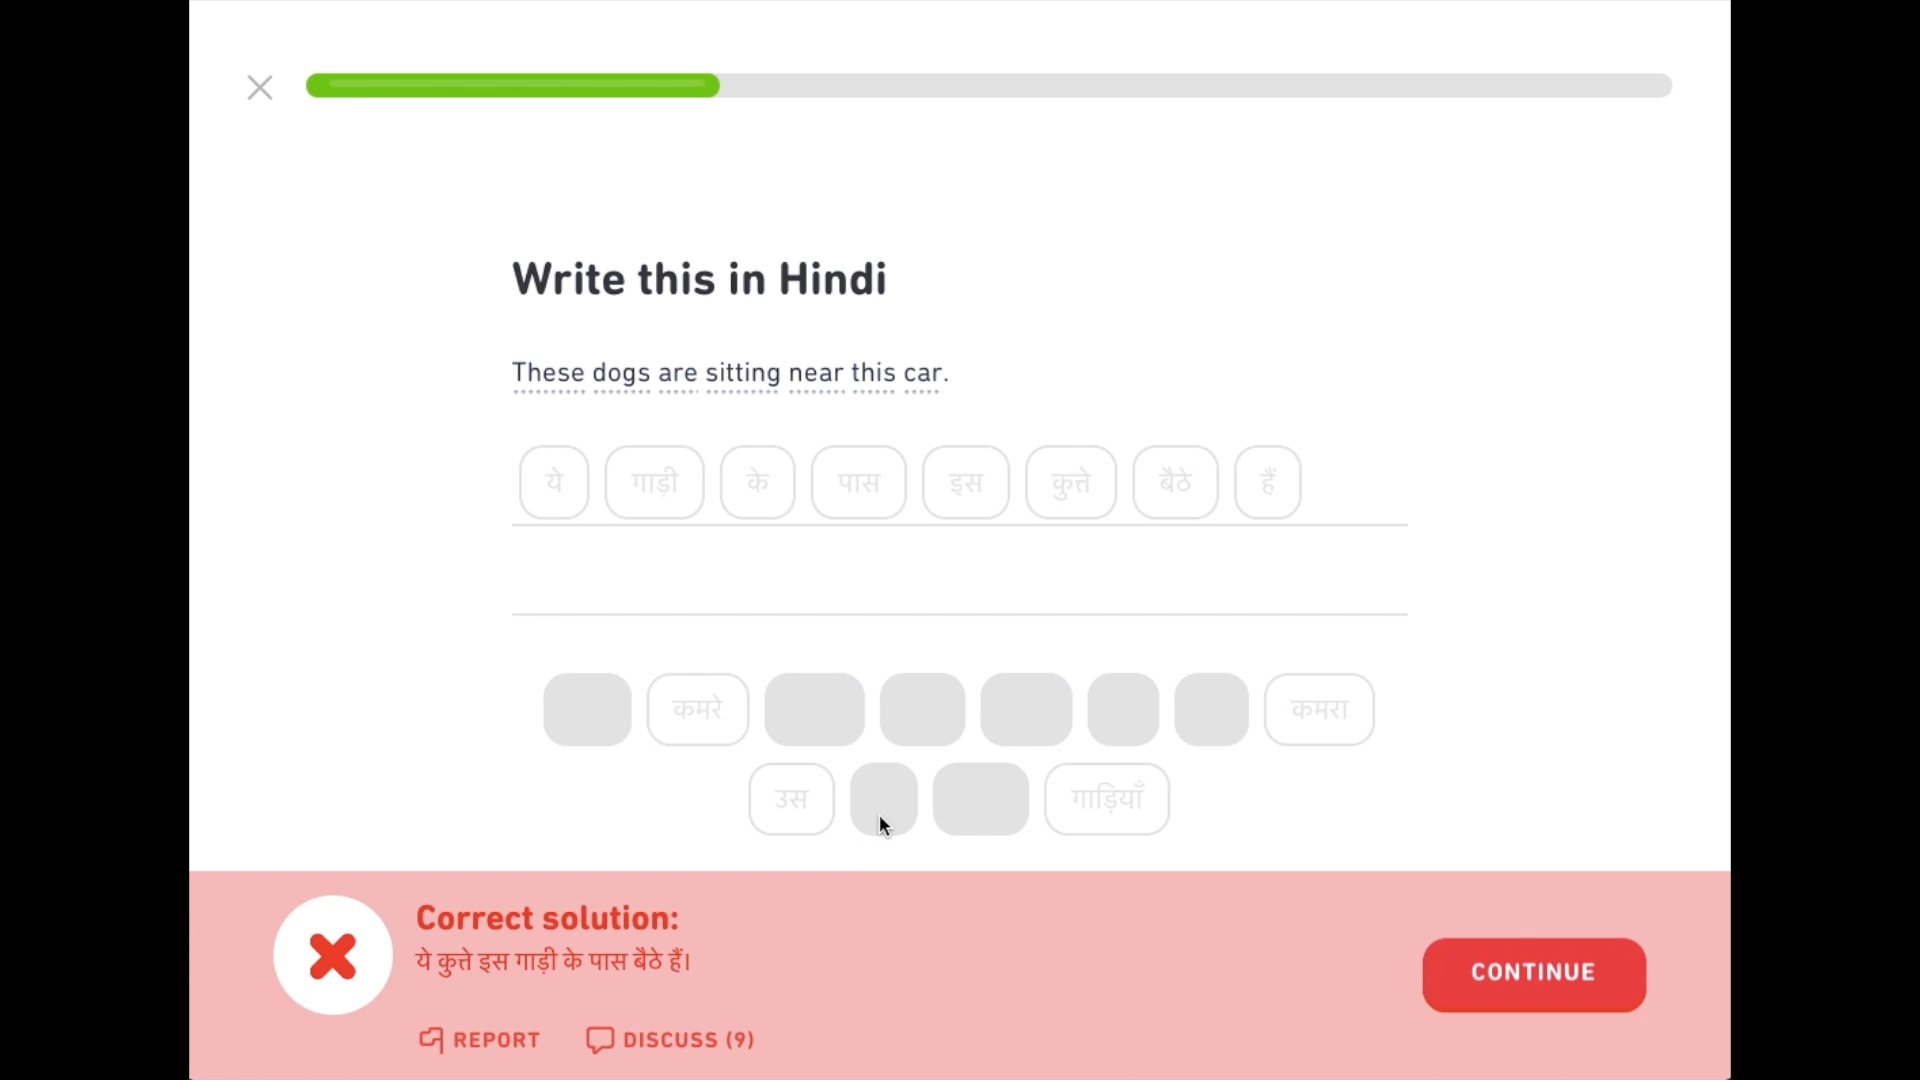 Write this in Hindi
These dogs are sitting near this car.
ये गाड़ी के पास इस कुत्ते बैठे हैं
कमरे कमरा
उस गाड़ियाँ
Correct solution:
ये कुत्ते इस गाड़ी के पास बैठे हैं।
CONTINUE
REPORT DISCUSS (9)